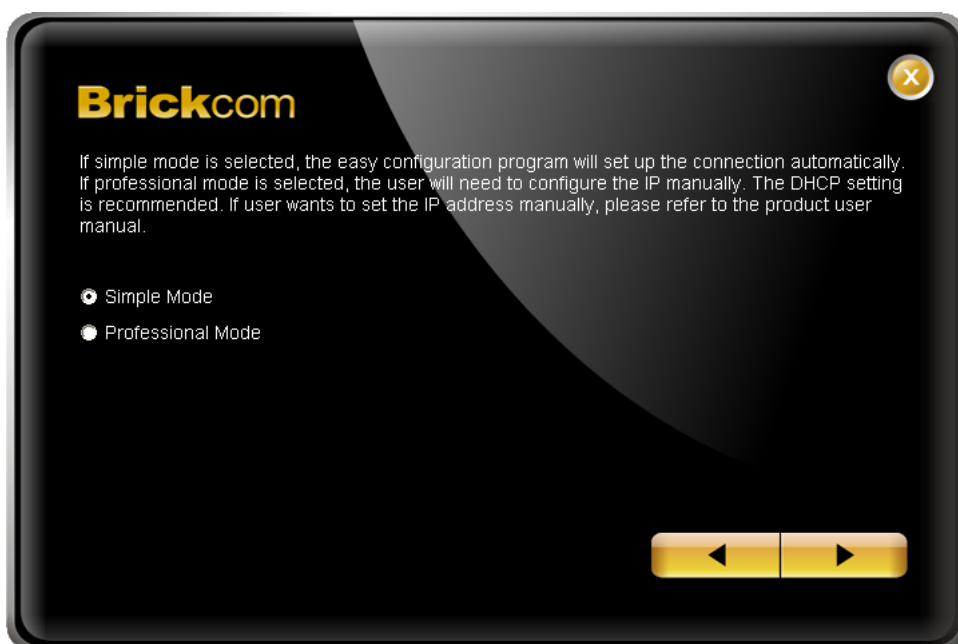 Brickcom
If simple mode is selected, the easy configuration program will set up the connection automatically.
If professional mode is selected, the user will need to configure the IP manually. The DHCP setting
is recommended. If user wants to set the IP address manually, please refer to the product user
manual.
Simple Mode
Professional Mode